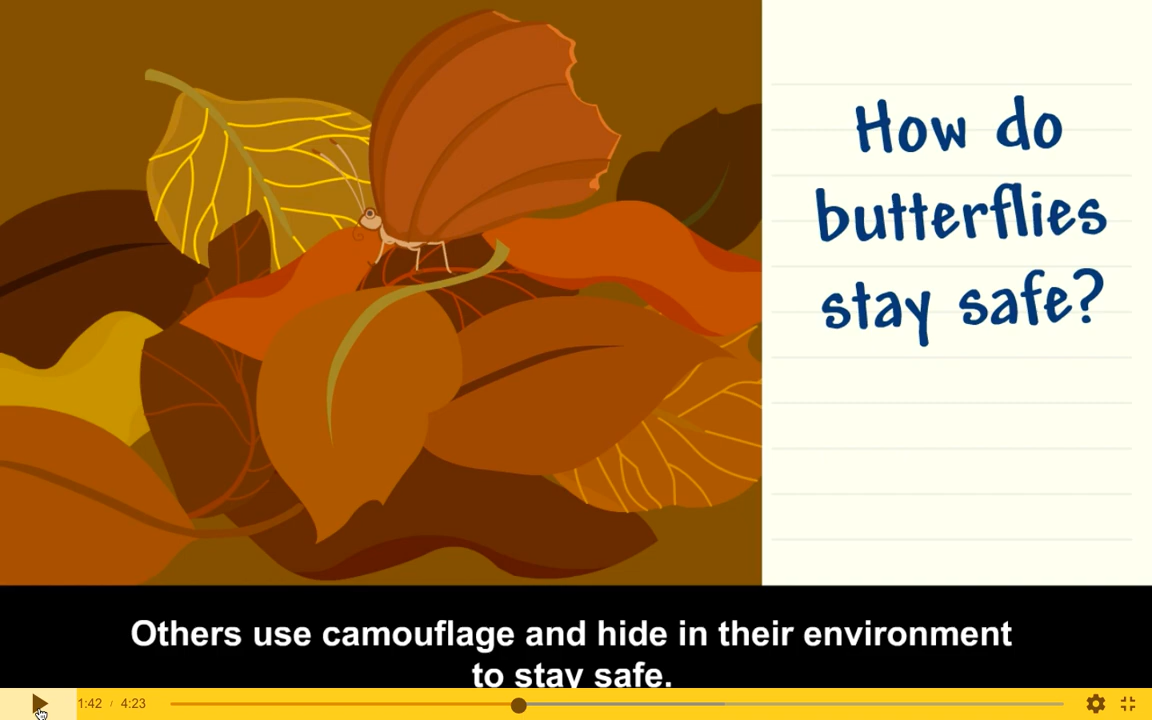 How do
butterflies
stay safe?
Others use camouflage and hide in their environment
to stay safe.
1:42 / 4:23